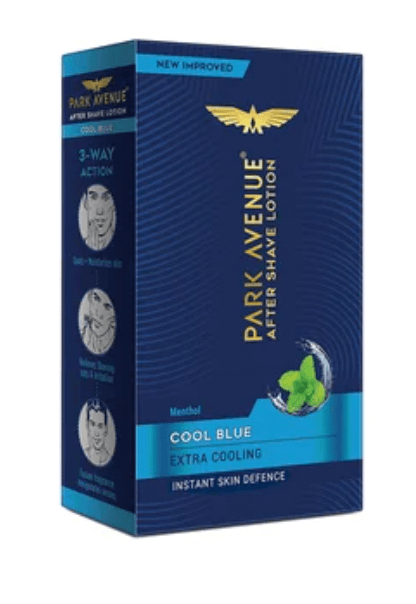 PARK AVENUE®
AFTER SHAVE LOTION
COOL BLUE
3-WAY
ACTION
NEW IMPROVED
PARK AVENUE®
AFTER SHAVE LOTION
Menthol
COOL BLUE
EXTRA COOLING
INSTANT SKIN DEFENCE